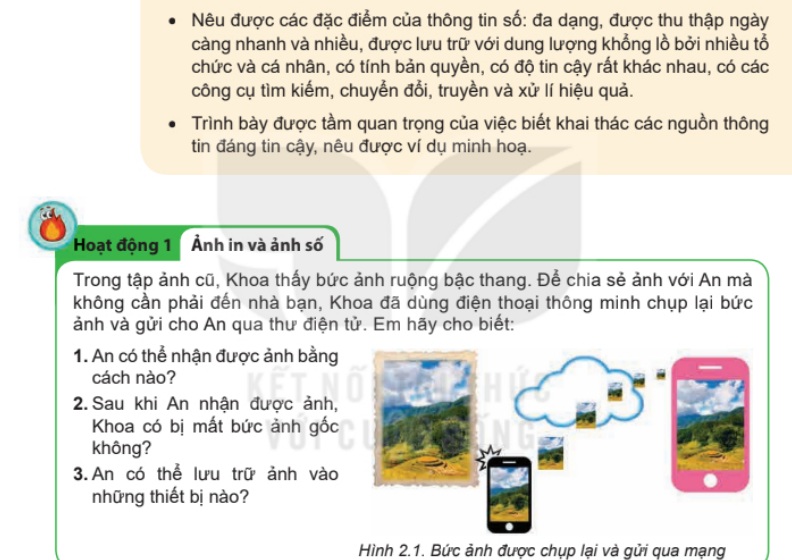 • Nêu được các đặc điểm của thông tin số: đa dạng, được thu thập ngày
càng nhanh và nhiều, được lưu trữ với dung lượng khổng lồ bởi nhiều tổ
chức và cá nhân, có tính bản quyền, có độ tin cậy rất khác nhau, có các
công cụ tìm kiếm, chuyển đổi, truyền và xử lí hiệu quả.
• Trình bày được tầm quan trọng của việc biết khai thác các nguồn thông
tin đáng tin cậy, nêu được ví dụ minh hoạ.
Hoạt động 1 Ảnh in và ảnh số
Trong tập ảnh cũ, Khoa thấy bức ảnh ruộng bậc thang. Để chia sẻ ảnh với An mà
không cần phải đến nhà bạn, Khoa đã dùng điện thoại thông minh chụp lại bức
ảnh và gửi cho An qua thư điện tử. Em hãy cho biết:
1. An có thể nhận được ảnh bằng
cách nào?
2. Sau khi An nhận được ảnh,
Khoa có bị mất bức ảnh gốc
không?
3. An có thể lưu trữ ảnh vào
những thiết bị nào?
KẾT NỐI TRI THỨC
VỚI CUỘC SỐNG
Hình 2.1. Bức ảnh được chụp lại và gửi qua mạng